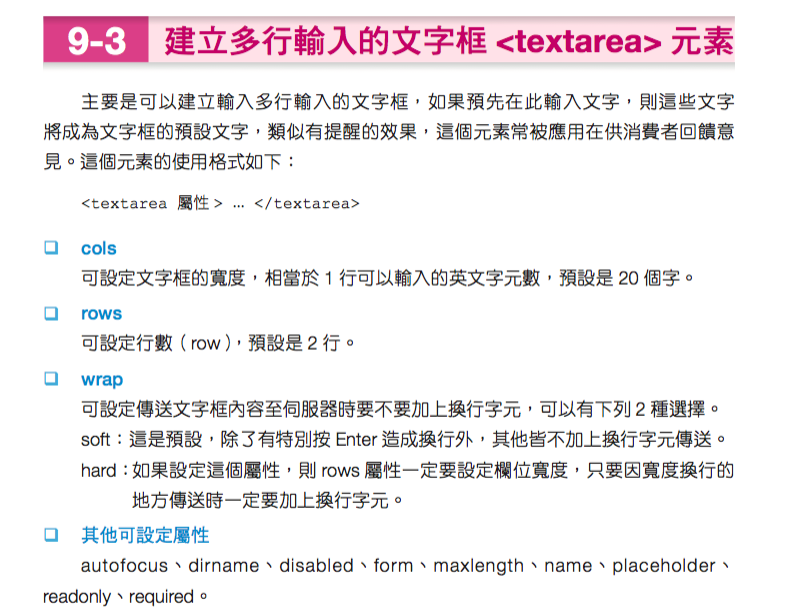 9-3 建立多行輸入的文字框 <textarea> 元素
主要是可以建立輸入多行輸入的文字框，如果預先在此輸入文字，則這些文字
將成為文字框的預設文字，類似有提醒的效果，這個元素常被應用在供消費者回饋意
見。這個元素的使用格式如下：
<textarea 屬性> … </textarea>
❑ cols
可設定文字框的寬度，相當於 1 行可以輸入的英文字元數，預設是 20 個字。
❑ rows
可設定行數（row），預設是 2 行。
❑ wrap
可設定傳送文字框內容至伺服器時要不要加上換行字元，可以有下列 2 種選擇。
soft：這是預設，除了有特別按 Enter 造成換行外，其他皆不加上換行字元傳送。
hard：如果設定這個屬性，則 rows 屬性一定要設定欄位寬度，只要因寬度換行的
地方傳送時一定要加上換行字元。
❑ 其他可設定屬性
autofocus、dirname、disabled、form、maxlength、name、placeholder、
readonly、required。